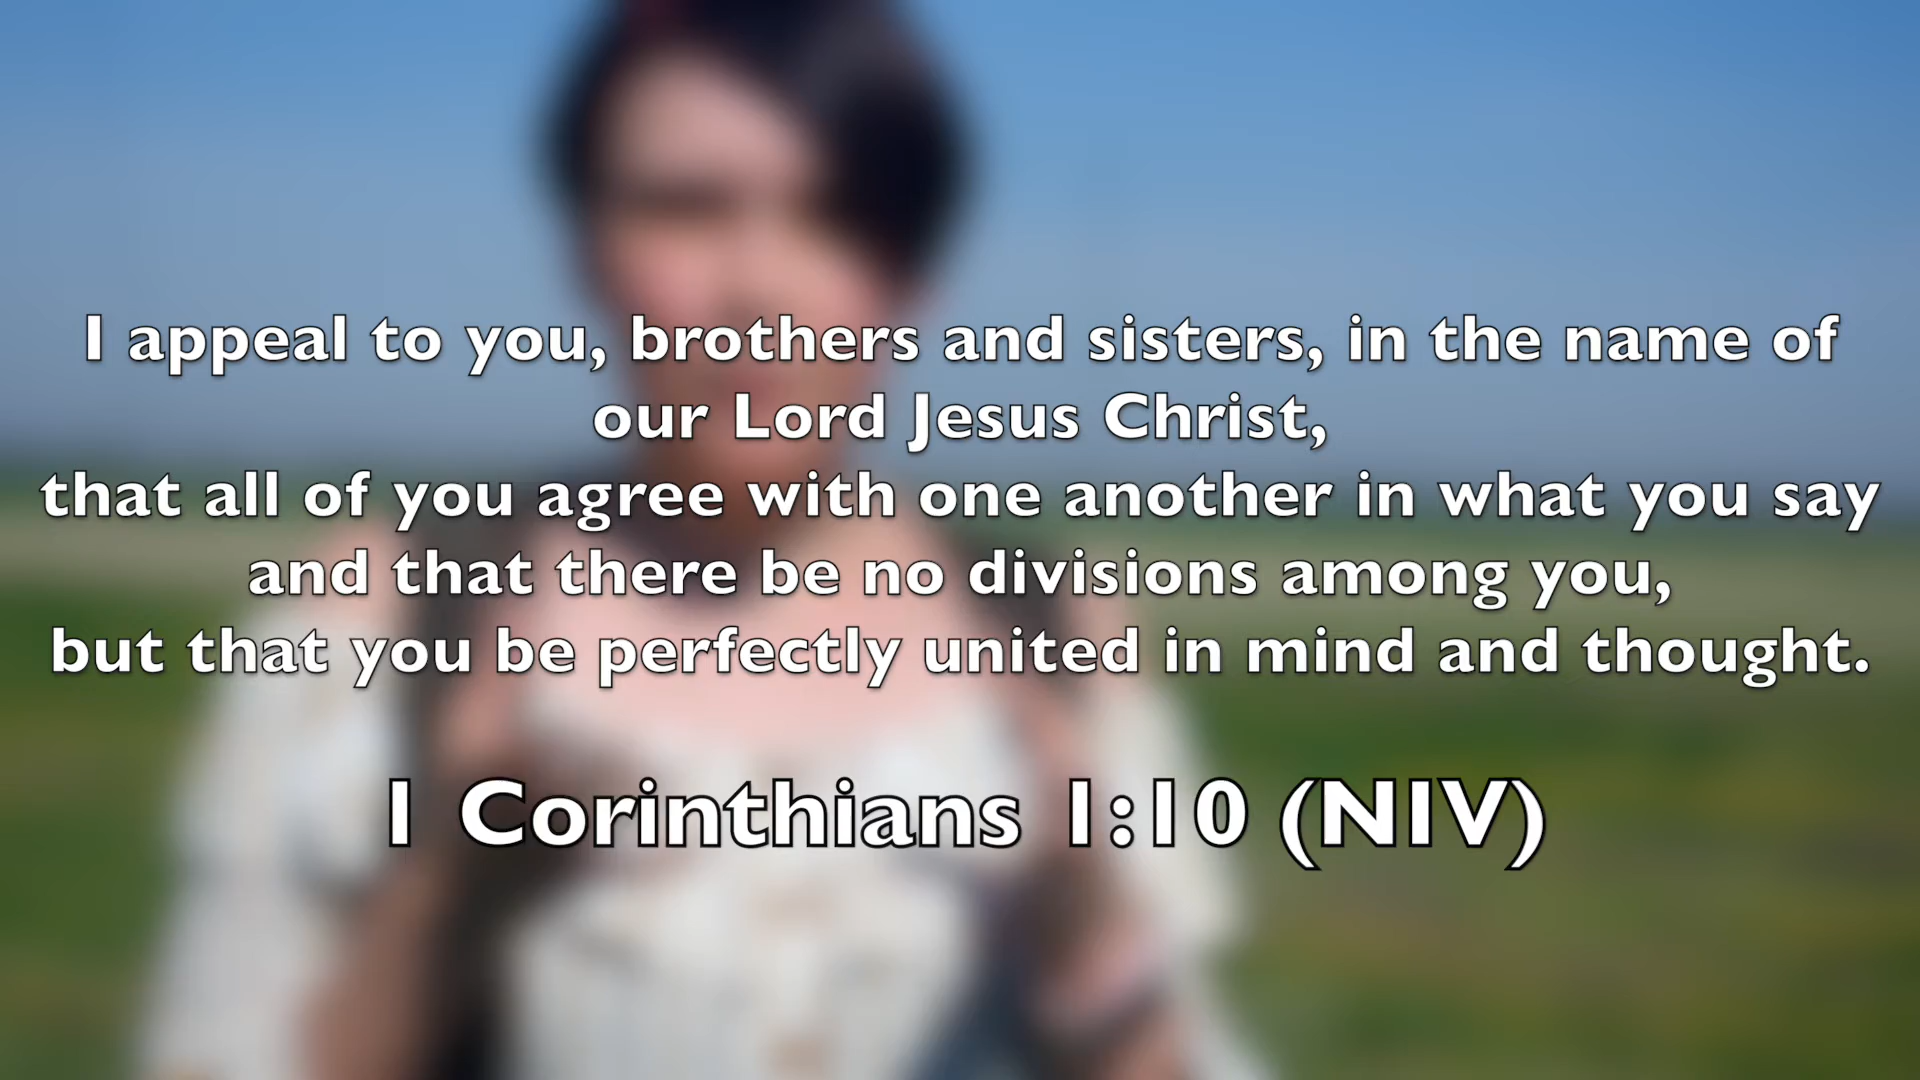 I appeal to you, brothers and sisters, in the name of
our Lord Jesus Christ,
that all of you agree with one another in what you say
and that there be no divisions among you,
but that you be perfectly united in mind and thought.
1 Corinthians 1:10 (NIV)